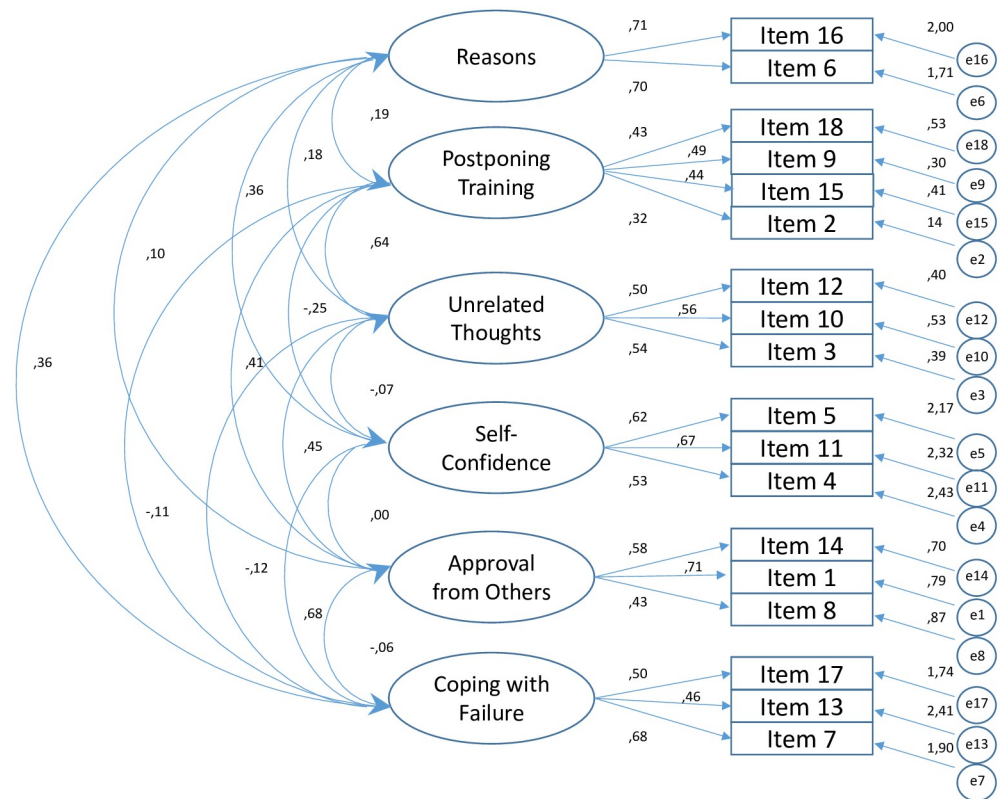 Reasons
,71
,70
Item 16
Item 6
2,00
e16
1,71
e6
,19
,18
,36
,10
,36
Postponing
Training
,43
,49
,44
,32
Item 18
Item 9
Item 15
Item 2
,53
e18
,30
e9
,41
e15
14
e2
,64
-,25
,41
-,11
Unrelated
Thoughts
,50
,56
,54
Item 12
Item 10
Item 3
,40
e12
,53
e10
,39
e3
-,07
,45
-,12
Self-
Confidence
,62
,67
,53
Item 5
Item 11
Item 4
2,17
e5
2,32
e11
2,43
e4
,00
,68
Approval
from Others
,58
,71
,43
Item 14
Item 1
Item 8
,70
e14
,79
e1
,87
e8
-,06
Coping with
Failure
,50
,46
,68
Item 17
Item 13
Item 7
1,74
e17
2,41
e13
1,90
e7